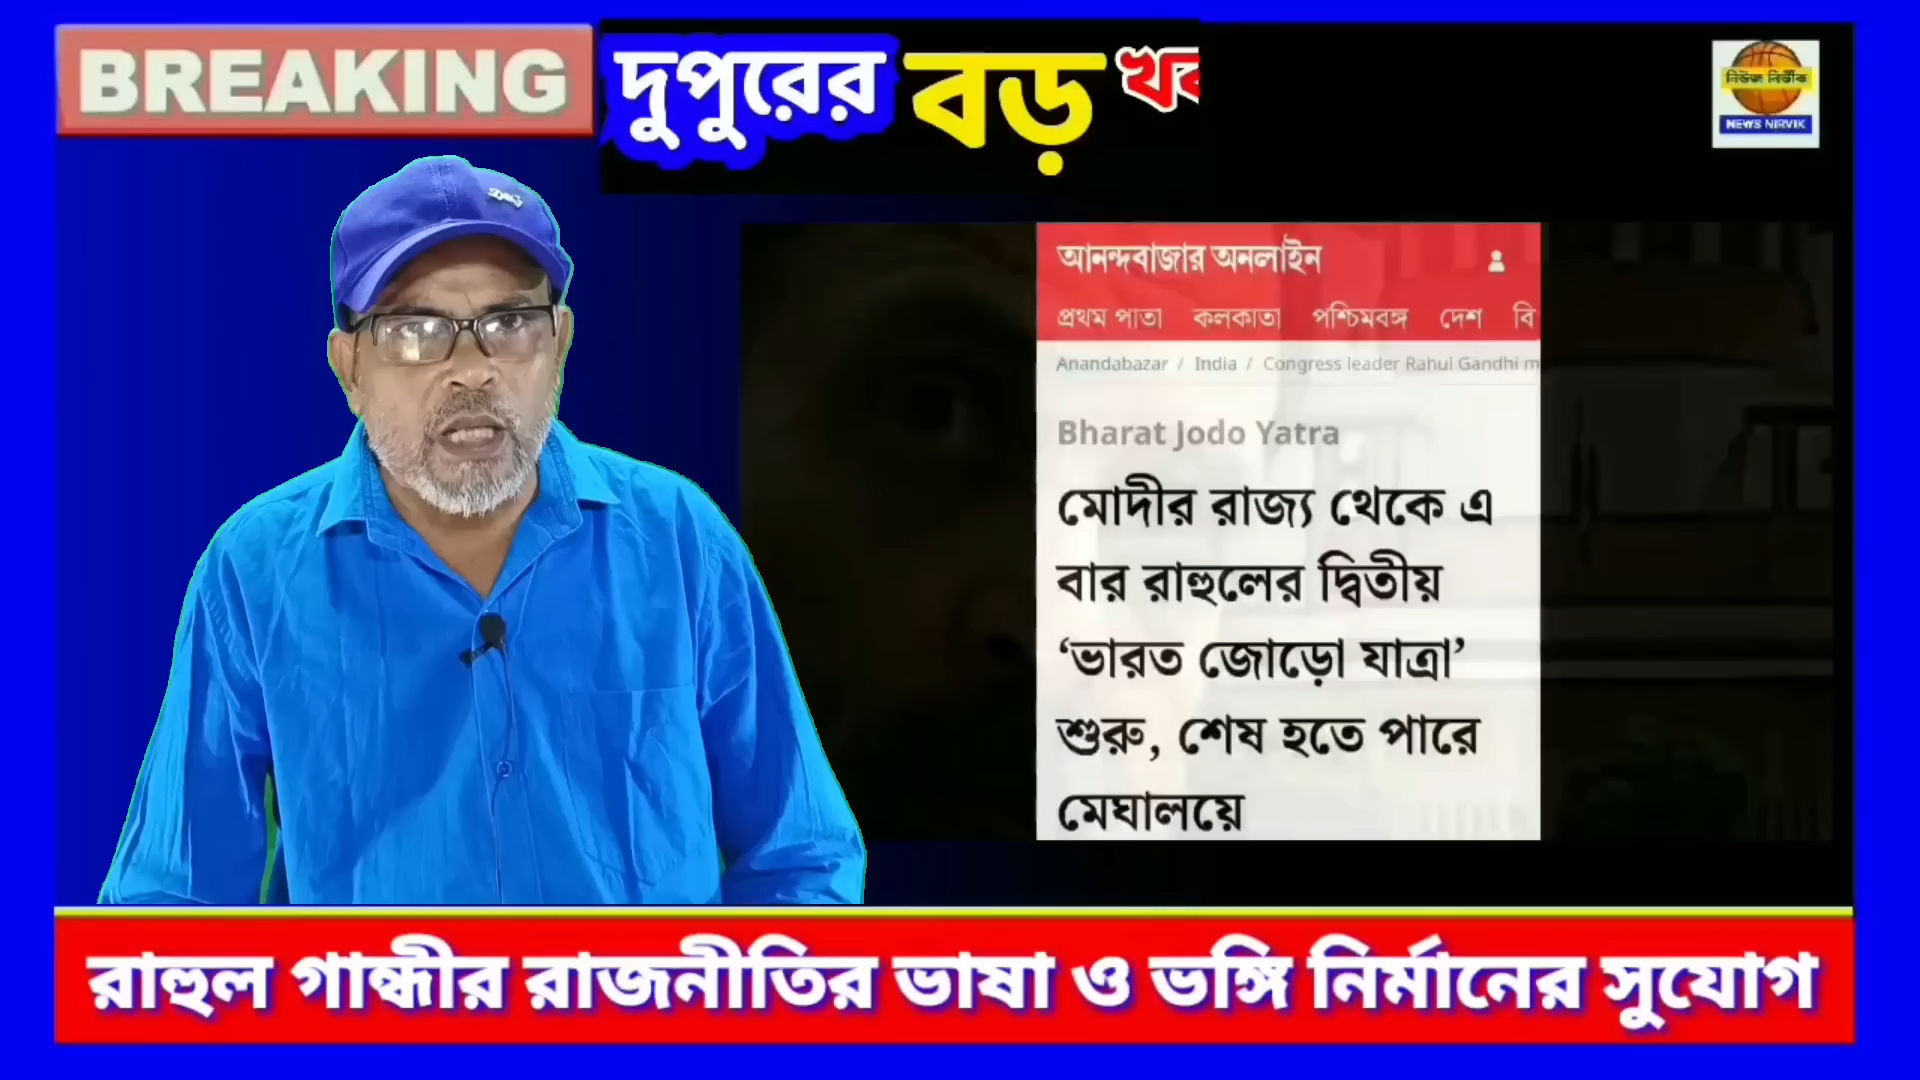 BREAKING
দুপুরের বড়
নিউজ নির্ভীক
NEWS NIRVIK
আনন্দবাজার অনলাইন
প্রথম পাতা কলকাতা পশ্চিমবঙ্গ দেশ বি
Anandabazar / India / Congress leader Rahul Gandhi m
Bharat Jodo Yatra
মোদীর রাজ্য থেকে এ
বার রাহুলের দ্বিতীয়
‘ভারত জোড়ো যাত্রা’
শুরু, শেষ হতে পারে
মেঘালয়ে
রাহুল গান্ধীর রাজনীতির ভাষা ও ভঙ্গি নির্মানের সুযোগ